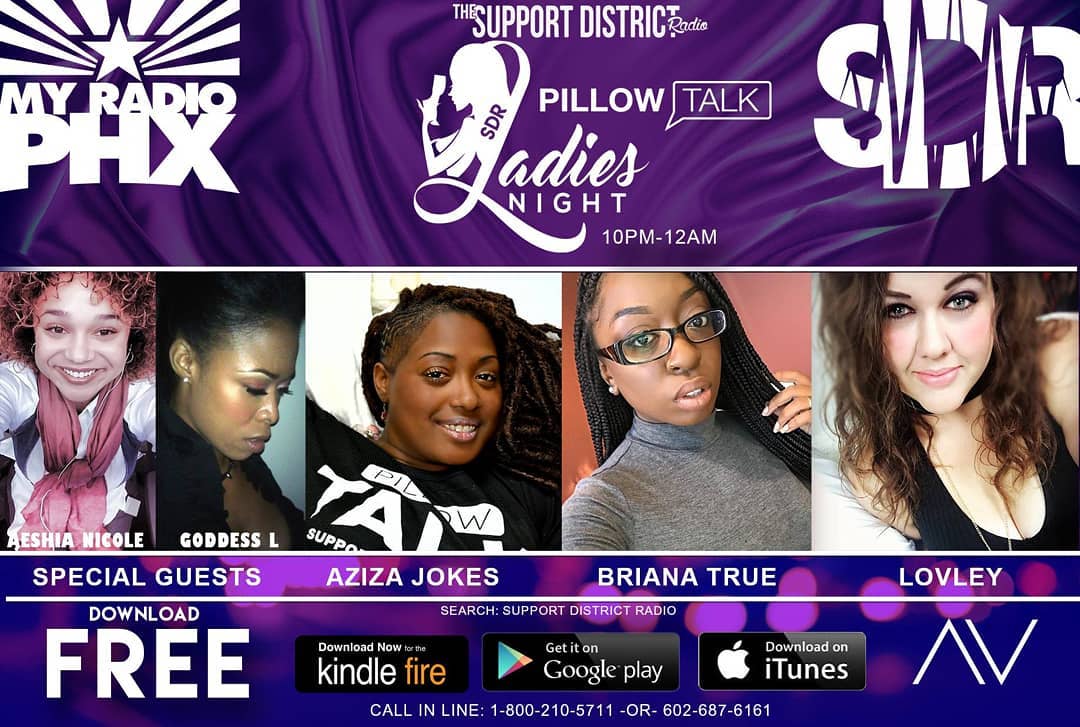 THE SUPPORT DISTRICT Radio
MY RADIO
PHX
SDR
PILLOW TALK
SDR
Ladies
NIGHT
10PM-12AM
PILLOW
TALK
SUPPO
AESHIA NICOLE
GODDESS L
SPECIAL GUESTS
AZIZA JOKES
BRIANA TRUE
LOVLEY
DOWNLOAD
FREE
SEARCH: SUPPORT DISTRICT RADIO
Download Now for the
kindle fire
Get it on
Google play
Download on
iTunes
CALL IN LINE: 1-800-210-5711 -OR- 602-687-6161